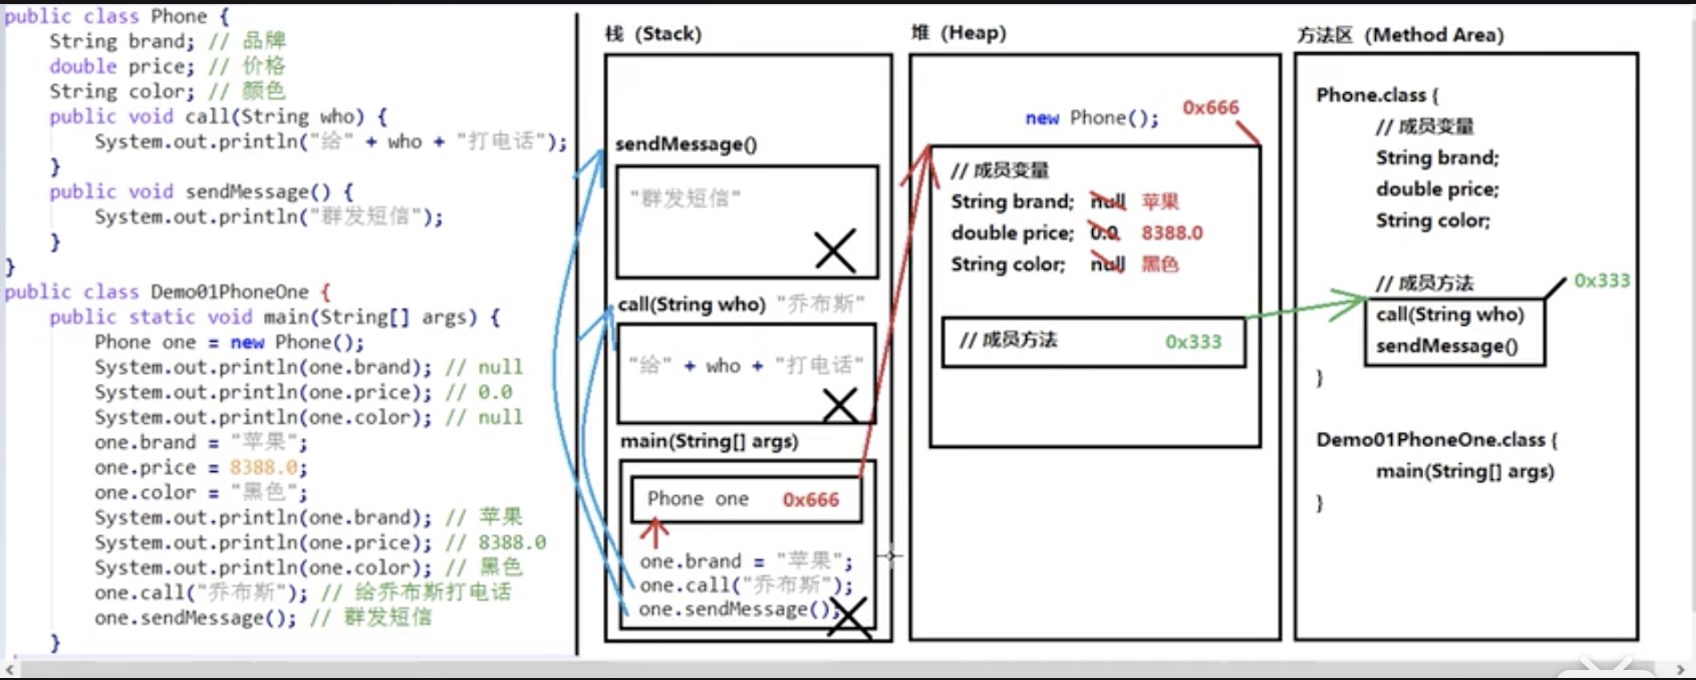 public class Phone {
String brand; // 品牌
double price; // 价格
String color; // 颜色
public void call(String who) {
System.out.println("给" + who + "打电话");
}
public void sendMessage() {
System.out.println("群发短信");
}
}
public class Demo01PhoneOne {
public static void main(String[] args) {
Phone one = new Phone();
System.out.println(one.brand); // null
System.out.println(one.price); // 0.0
System.out.println(one.color); // null
one.brand = "苹果";
one.price = 8388.0;
one.color = "黑色";
System.out.println(one.brand); // 苹果
System.out.println(one.price); // 8388.0
System.out.println(one.color); // 黑色
one.call("乔布斯"); // 给乔布斯打电话
one.sendMessage(); // 群发短信
}
栈 (Stack)
sendMessage()
"群发短信"
call(String who) "乔布斯"
"给" + who + "打电话"
main(String[] args)
Phone one 0x666
one.brand = "苹果";
one.call("乔布斯");
one.sendMessage();
堆 (Heap)
new Phone(); 0x666
// 成员变量
String brand; null 苹果
double price; 0.0 8388.0
String color; null 黑色
// 成员方法 0x333
方法区 (Method Area)
Phone.class {
// 成员变量
String brand;
double price;
String color;
// 成员方法 0x333
call(String who)
sendMessage()
}
Demo01PhoneOne.class {
main(String[] args)
}